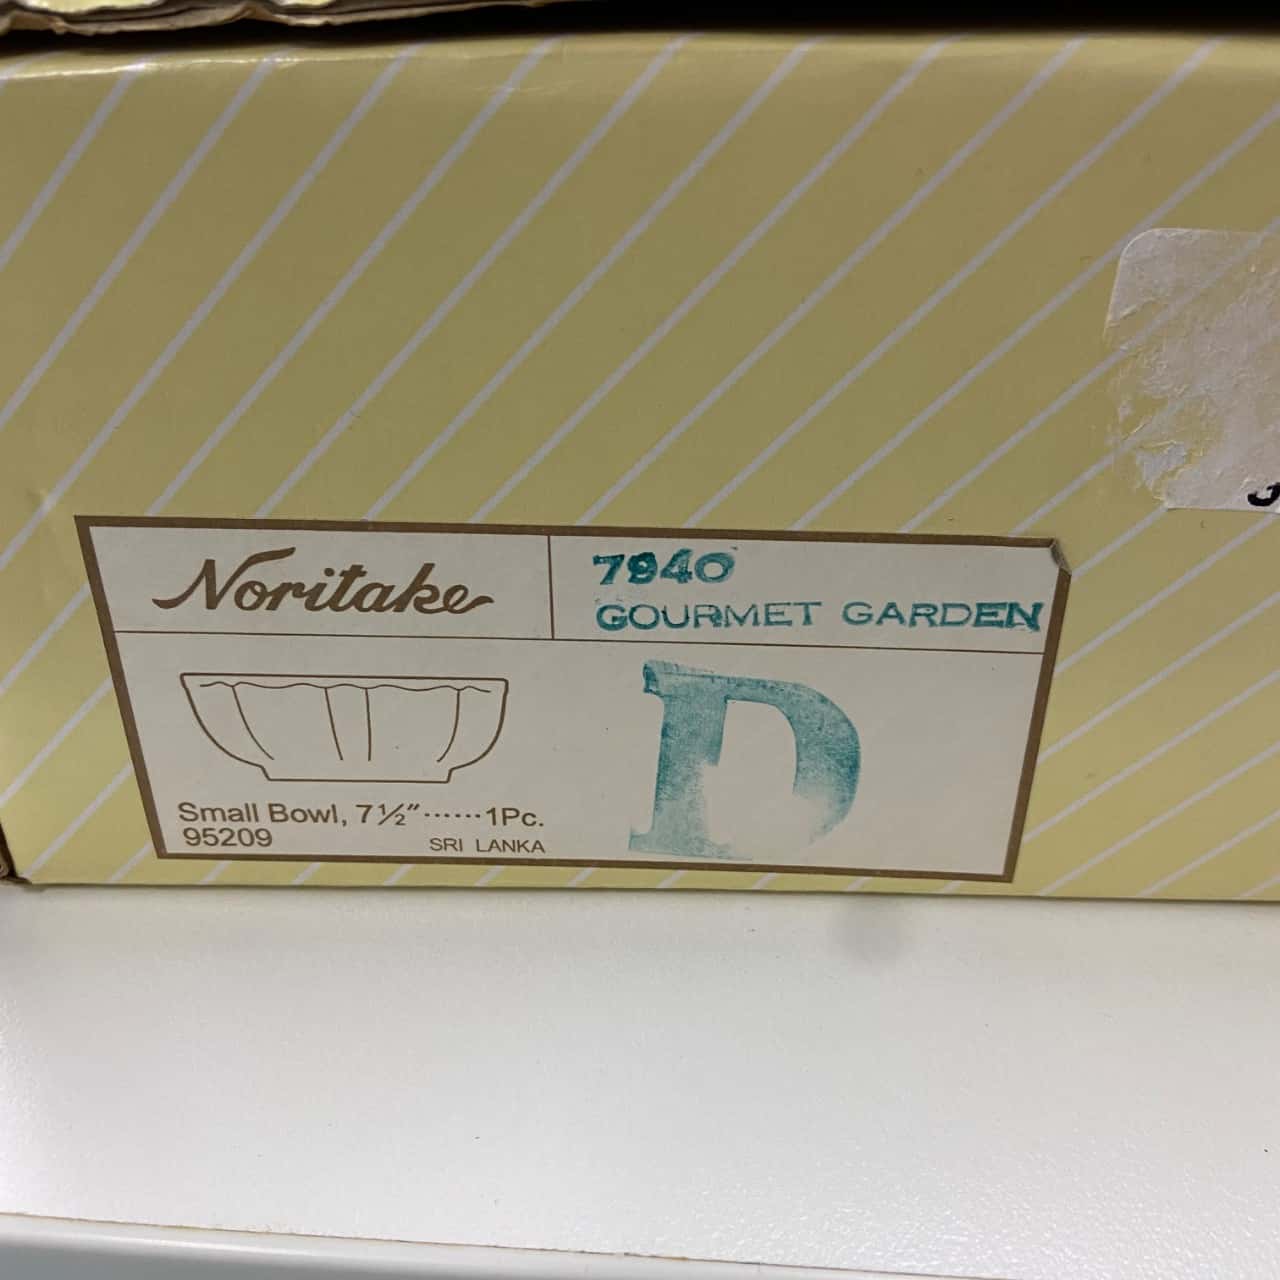 Noritake
7940
GOURMET GARDEN
D
Small Bowl, 7½"······1Pc.
95209
SRI LANKA